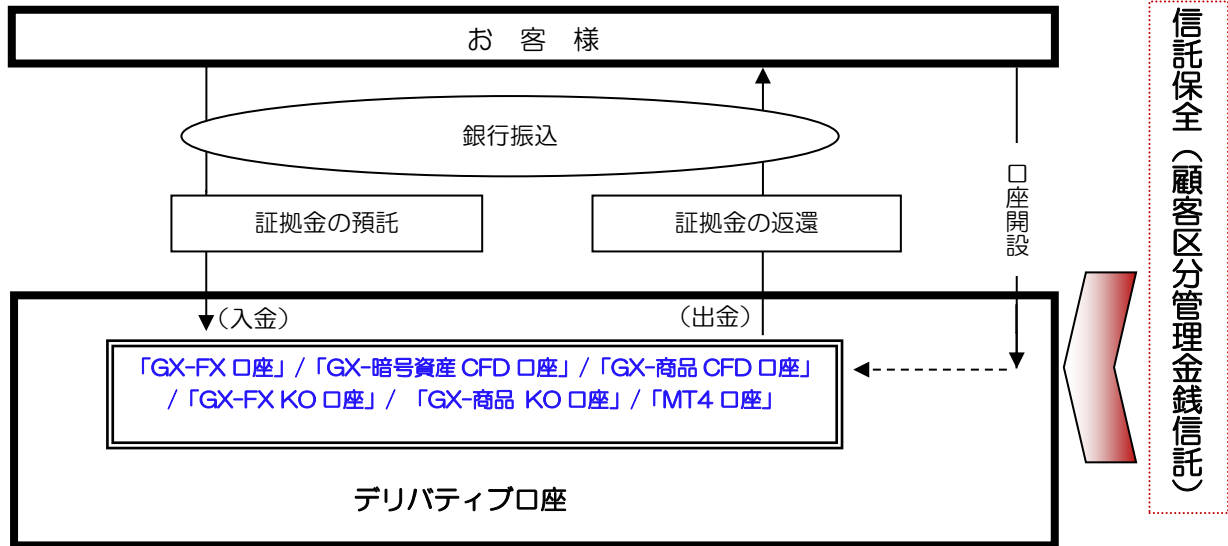 お 客 様
銀行振込
証拠金の預託
証拠金の返還
口座開設
(入金)
(出金)
「GX-FX 口座」/「GX-暗号資産 CFD 口座」/「GX-商品 CFD 口座」
/「GX-FX KO 口座」/ 「GX-商品 KO 口座」/「MT4 口座」
デリバティブ口座
信託保全(顧客区分管理金銭信託)